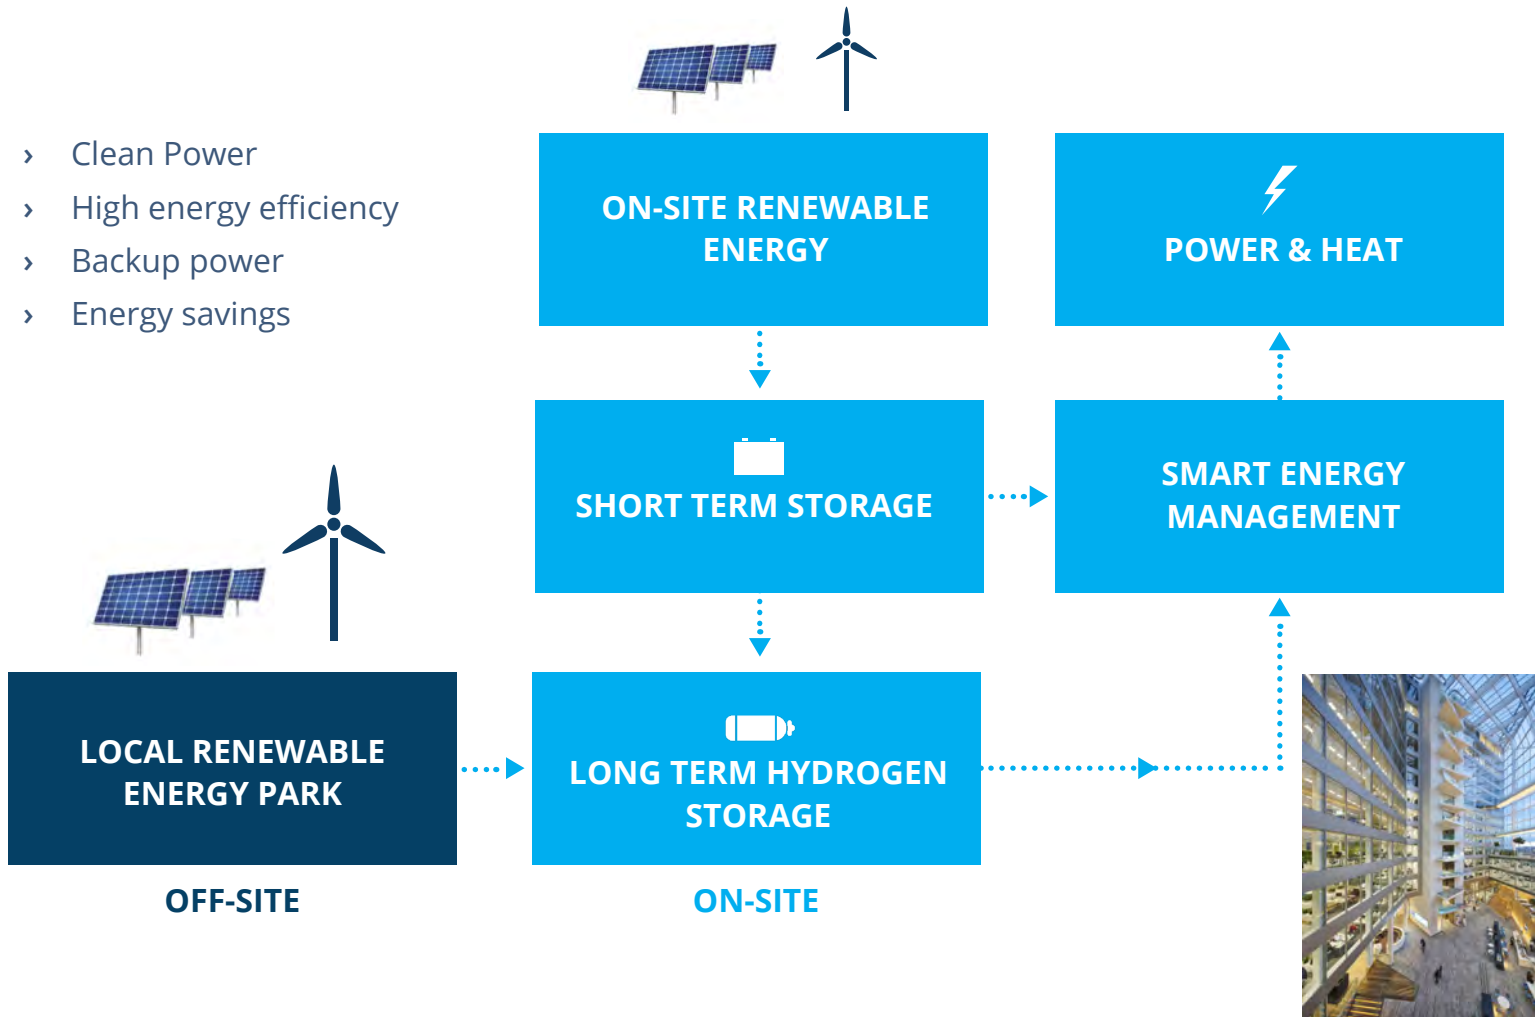 › Clean Power
› High energy efficiency
› Backup power
› Energy savings
ON-SITE RENEWABLE
ENERGY
POWER & HEAT
SHORT TERM STORAGE
SMART ENERGY
MANAGEMENT
LOCAL RENEWABLE
ENERGY PARK
LONG TERM HYDROGEN
STORAGE
OFF-SITE
ON-SITE